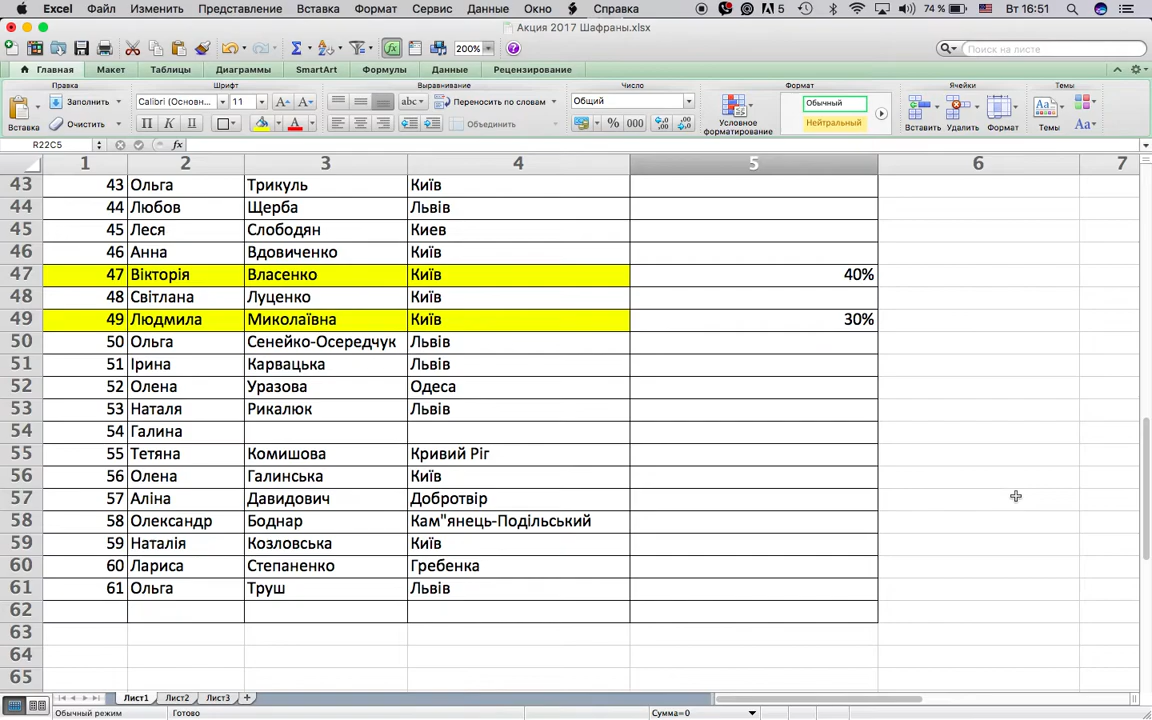 Excel Файл Изменить Представление Вставка Формат Сервис Данные Окно Справка 5 74 % Вт 16:51
Акция 2017 Шафраны.xlsx
200% Поиск на листе
Главная Макет Таблицы Диаграммы SmartArt Формулы Данные Рецензирование
Правка Шрифт Выравнивание Число Формат Ячейки Темы
Вставка Заполнить Calibri (Основн... 11 abc Переносить по словам Общий Условное форматирование Обычный Вставить Удалить Формат Темы Aa
Очистить Объединить % 000 Нейтральный
R22C5 fx
1 2 3 4 5 6 7
43 43 Ольга Трикуль Київ
44 44 Любов Щерба Львів
45 45 Леся Слободян Киев
46 46 Анна Вдовиченко Київ
47 47 Вікторія Власенко Київ 40%
48 48 Світлана Луценко Київ
49 49 Людмила Миколаївна Київ 30%
50 50 Ольга Сенейко-Осередчук Львів
51 51 Ірина Карвацька Львів
52 52 Олена Уразова Одеса
53 53 Наталя Рикалюк Львів
54 54 Галина
55 55 Тетяна Комишова Кривий Ріг
56 56 Олена Галинська Київ
57 57 Аліна Давидович Добротвір
58 58 Олександр Боднар Кам"янець-Подільський
59 59 Наталія Козловська Київ
60 60 Лариса Степаненко Гребенка
61 61 Ольга Труш Львів
62
63
64
65
Лист1 Лист2 Лист3
Обычный режим Готово Сумма=0